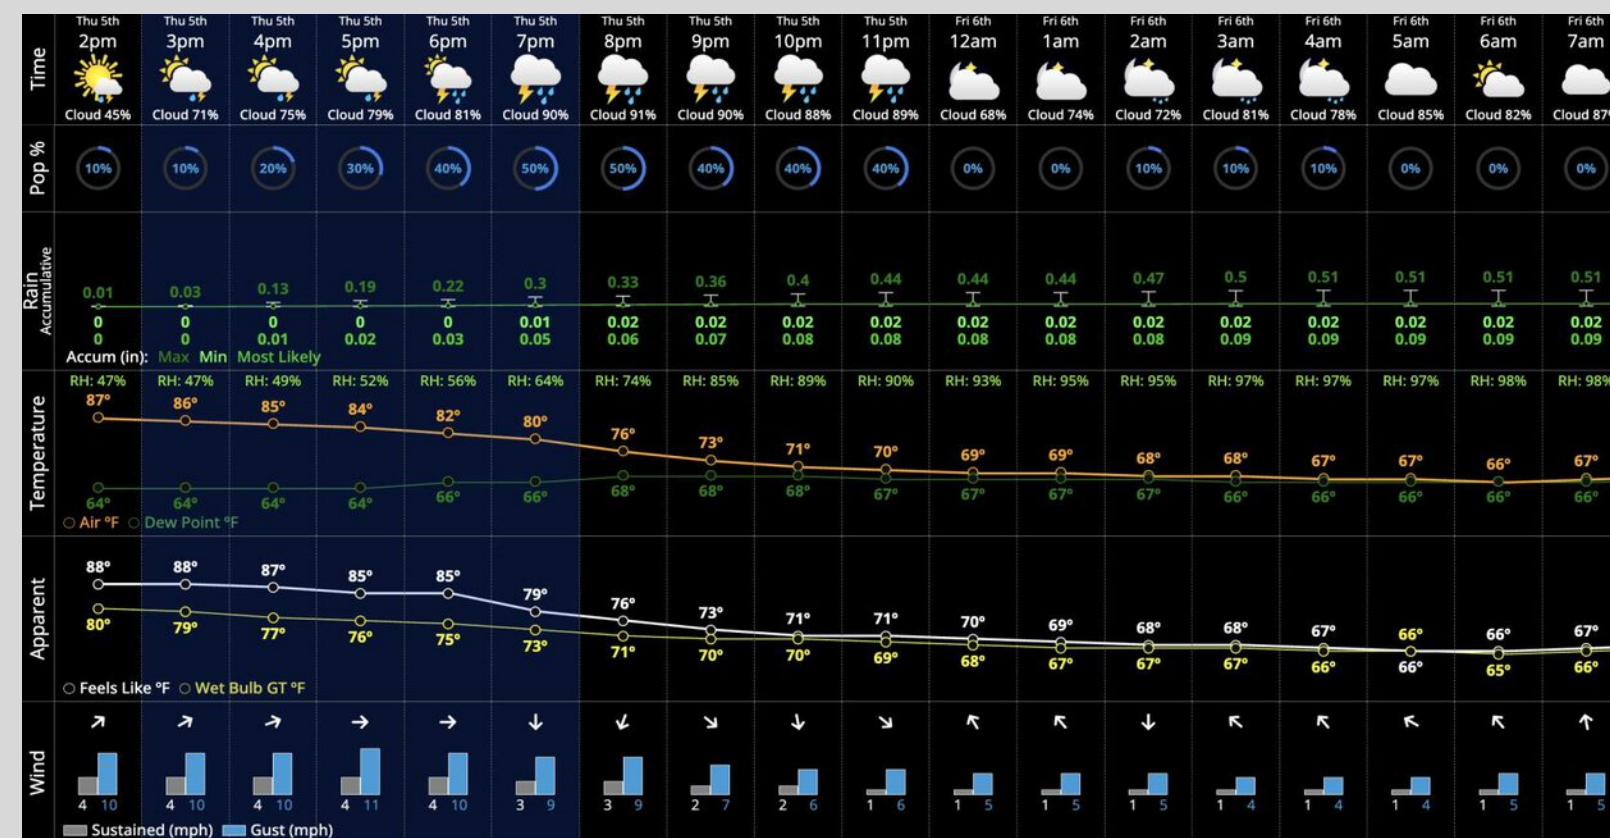 Thu 5th Thu 5th Thu 5th Thu 5th Thu 5th Thu 5th Thu 5th Thu 5th Thu 5th Thu 5th Fri 6th Fri 6th Fri 6th Fri 6th Fri 6th Fri 6th Fri 6th Fri 6th
Time
2pm 3pm 4pm 5pm 6pm 7pm 8pm 9pm 10pm 11pm 12am 1am 2am 3am 4am 5am 6am 7am
Cloud 45% Cloud 71% Cloud 75% Cloud 79% Cloud 81% Cloud 90% Cloud 91% Cloud 90% Cloud 88% Cloud 89% Cloud 68% Cloud 74% Cloud 72% Cloud 81% Cloud 78% Cloud 85% Cloud 82% Cloud 87%
Pop %
10% 10% 20% 30% 40% 50% 50% 40% 40% 40% 0% 0% 10% 10% 10% 0% 0% 0%
Rain
Accumulative
0.01 0.03 0.13 0.19 0.22 0.3 0.33 0.36 0.4 0.44 0.44 0.44 0.47 0.5 0.51 0.51 0.51 0.51
0 0 0 0 0 0.01 0.02 0.02 0.02 0.02 0.02 0.02 0.02 0.02 0.02 0.02 0.02 0.02
0 0 0.01 0.02 0.03 0.05 0.06 0.07 0.08 0.08 0.08 0.08 0.08 0.09 0.09 0.09 0.09 0.09
Accum (in): Max Min Most Likely
Temperature
RH: 47% RH: 47% RH: 49% RH: 52% RH: 56% RH: 64% RH: 74% RH: 85% RH: 89% RH: 90% RH: 93% RH: 95% RH: 95% RH: 97% RH: 97% RH: 97% RH: 98% RH: 98%
87° 86° 85° 84° 82° 80° 76° 73° 71° 70° 69° 69° 68° 68° 67° 67° 66° 67°
64° 64° 64° 64° 66° 66° 68° 68° 68° 67° 67° 67° 67° 66° 66° 66° 66° 66°
Air °F Dew Point °F
Apparent
88° 88° 87° 85° 85° 79° 76° 73° 71° 71° 70° 69° 68° 68° 67° 66° 66° 67°
80° 79° 77° 76° 75° 73° 71° 70° 70° 69° 68° 67° 67° 67° 66° 66° 65° 66°
Feels Like °F Wet Bulb GT °F
Wind
4 10 4 10 4 10 4 11 4 10 3 9 3 9 2 7 2 6 1 6 1 5 1 5 1 5 1 4 1 4 1 4 1 5 1 5
Sustained (mph) Gust (mph)